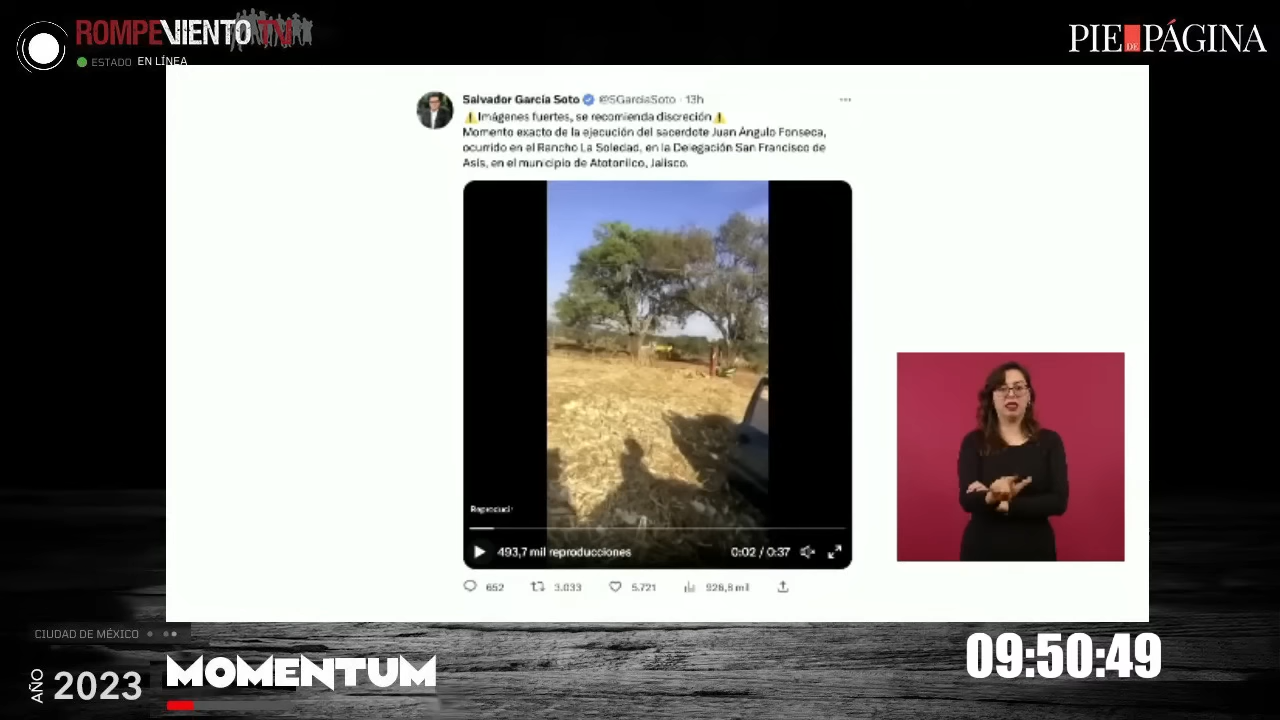 ROMPEVIENTO TV
ESTADO EN LÍNEA
PIE DE PÁGINA
Salvador García Soto @SGarciaSoto · 13h
⚠️Imágenes fuertes, se recomienda discreción⚠️
Momento exacto de la ejecución del sacerdote Juan Angulo Fonseca,
ocurrido en el Rancho La Soledad, en la Delegación San Francisco de
Asís, en el municipio de Atotonilco, Jalisco.
Reproducir
493,7 mil reproducciones
0:02 / 0:37
652 3.033 5.721 926,8 mil
CIUDAD DE MÉXICO
AÑO 2023
MOMENTUM
09:50:49